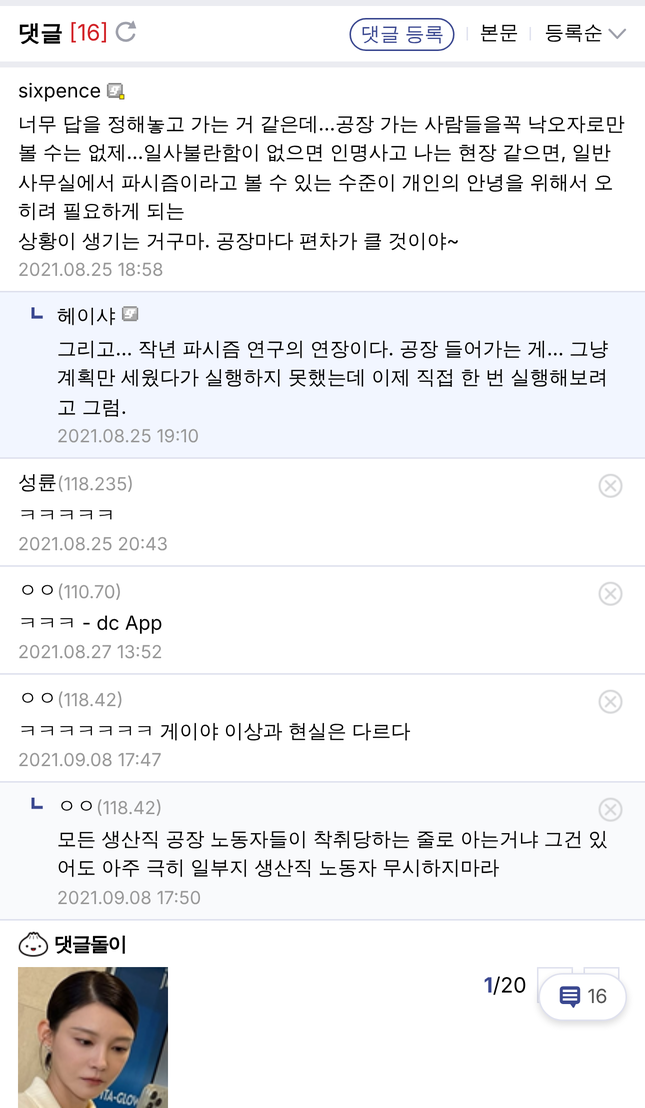 댓글 [16] 댓글 등록 본문 등록순
sixpence
너무 답을 정해놓고 가는 거 같은데...공장 가는 사람들을꼭 낙오자로만
볼 수는 없제...일사불란함이 없으면 인명사고 나는 현장 같으면, 일반
사무실에서 파시즘이라고 볼 수 있는 수준이 개인의 안녕을 위해서 오
히려 필요하게 되는
상황이 생기는 거구마. 공장마다 편차가 클 것이야~
2021.08.25 18:58
헤이샤
그리고... 작년 파시즘 연구의 연장이다. 공장 들어가는 게... 그냥
계획만 세웠다가 실행하지 못했는데 이제 직접 한 번 실행해보려
고 그럼.
2021.08.25 19:10
성륜(118.235)
ㅋㅋㅋㅋㅋ
2021.08.25 20:43
ㅇㅇ(110.70)
ㅋㅋㅋ - dc App
2021.08.27 13:52
ㅇㅇ(118.42)
ㅋㅋㅋㅋㅋㅋㅋ 게이야 이상과 현실은 다르다
2021.09.08 17:47
ㅇㅇ(118.42)
모든 생산직 공장 노동자들이 착취당하는 줄로 아는거냐 그건 있
어도 아주 극히 일부지 생산직 노동자 무시하지마라
2021.09.08 17:50
댓글돌이
1/20
16
ITA-GLOW